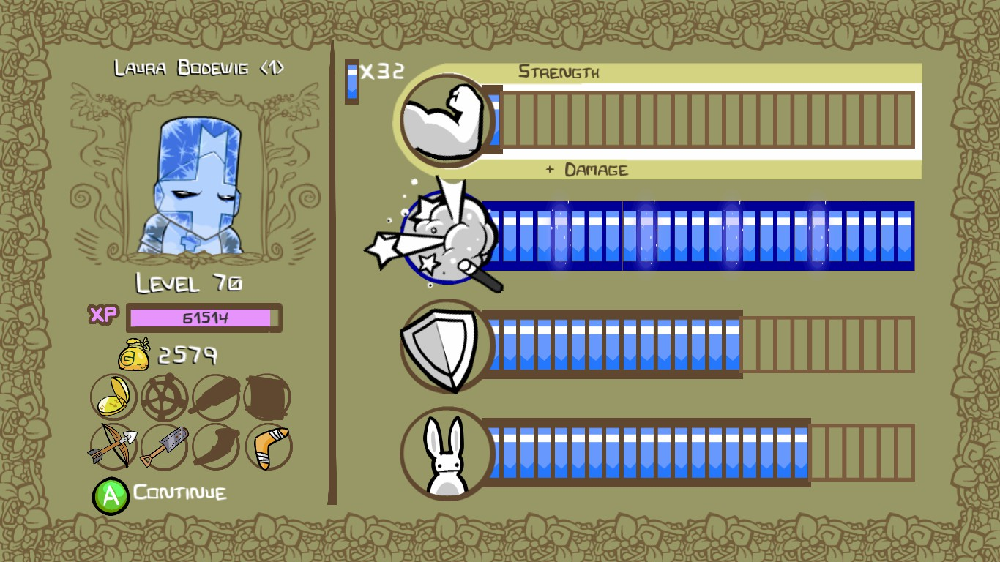 Laura Bodewig <1>
Level 70
XP 61514
2579
A Continue
x32
Strength
+ Damage